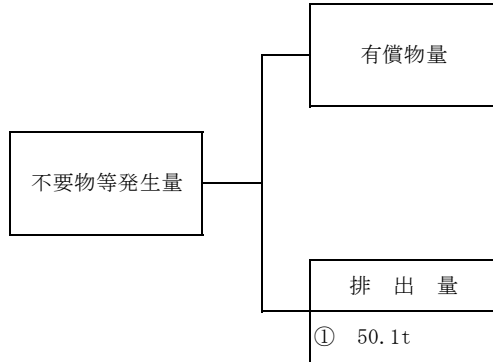 有償物量
不要物等発生量
排 出 量
① 50.1t